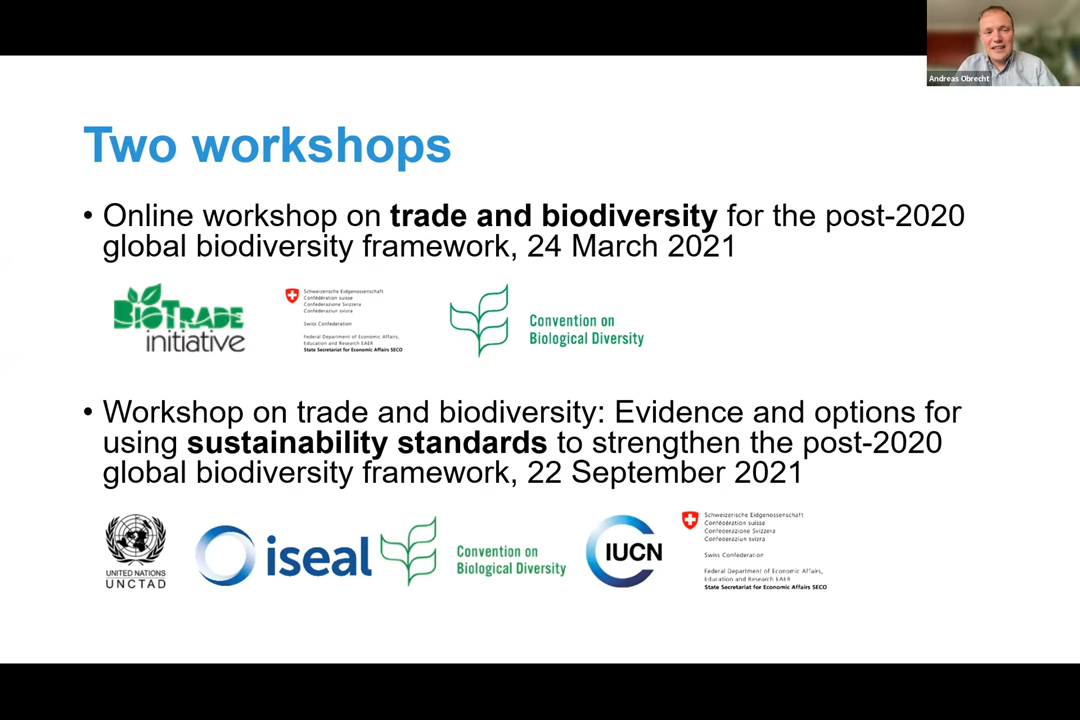 Andreas Obrecht
Two workshops
• Online workshop on trade and biodiversity for the post-2020
global biodiversity framework, 24 March 2021
BIOTRADE
initiative
Schweizerische Eidgenossenschaft
Confédération suisse
Confederazione Svizzera
Confederaziun svizra
Swiss Confederation
Federal Department of Economic Affairs,
Education and Research EAER
State Secretariat for Economic Affairs SECO
Convention on
Biological Diversity
• Workshop on trade and biodiversity: Evidence and options for
using sustainability standards to strengthen the post-2020
global biodiversity framework, 22 September 2021
UNITED NATIONS
UNCTAD
iseal
Convention on
Biological Diversity
IUCN
Schweizerische Eidgenossenschaft
Confédération suisse
Confederazione Svizzera
Confederaziun svizra
Swiss Confederation
Federal Department of Economic Affairs,
Education and Research EAER
State Secretariat for Economic Affairs SECO